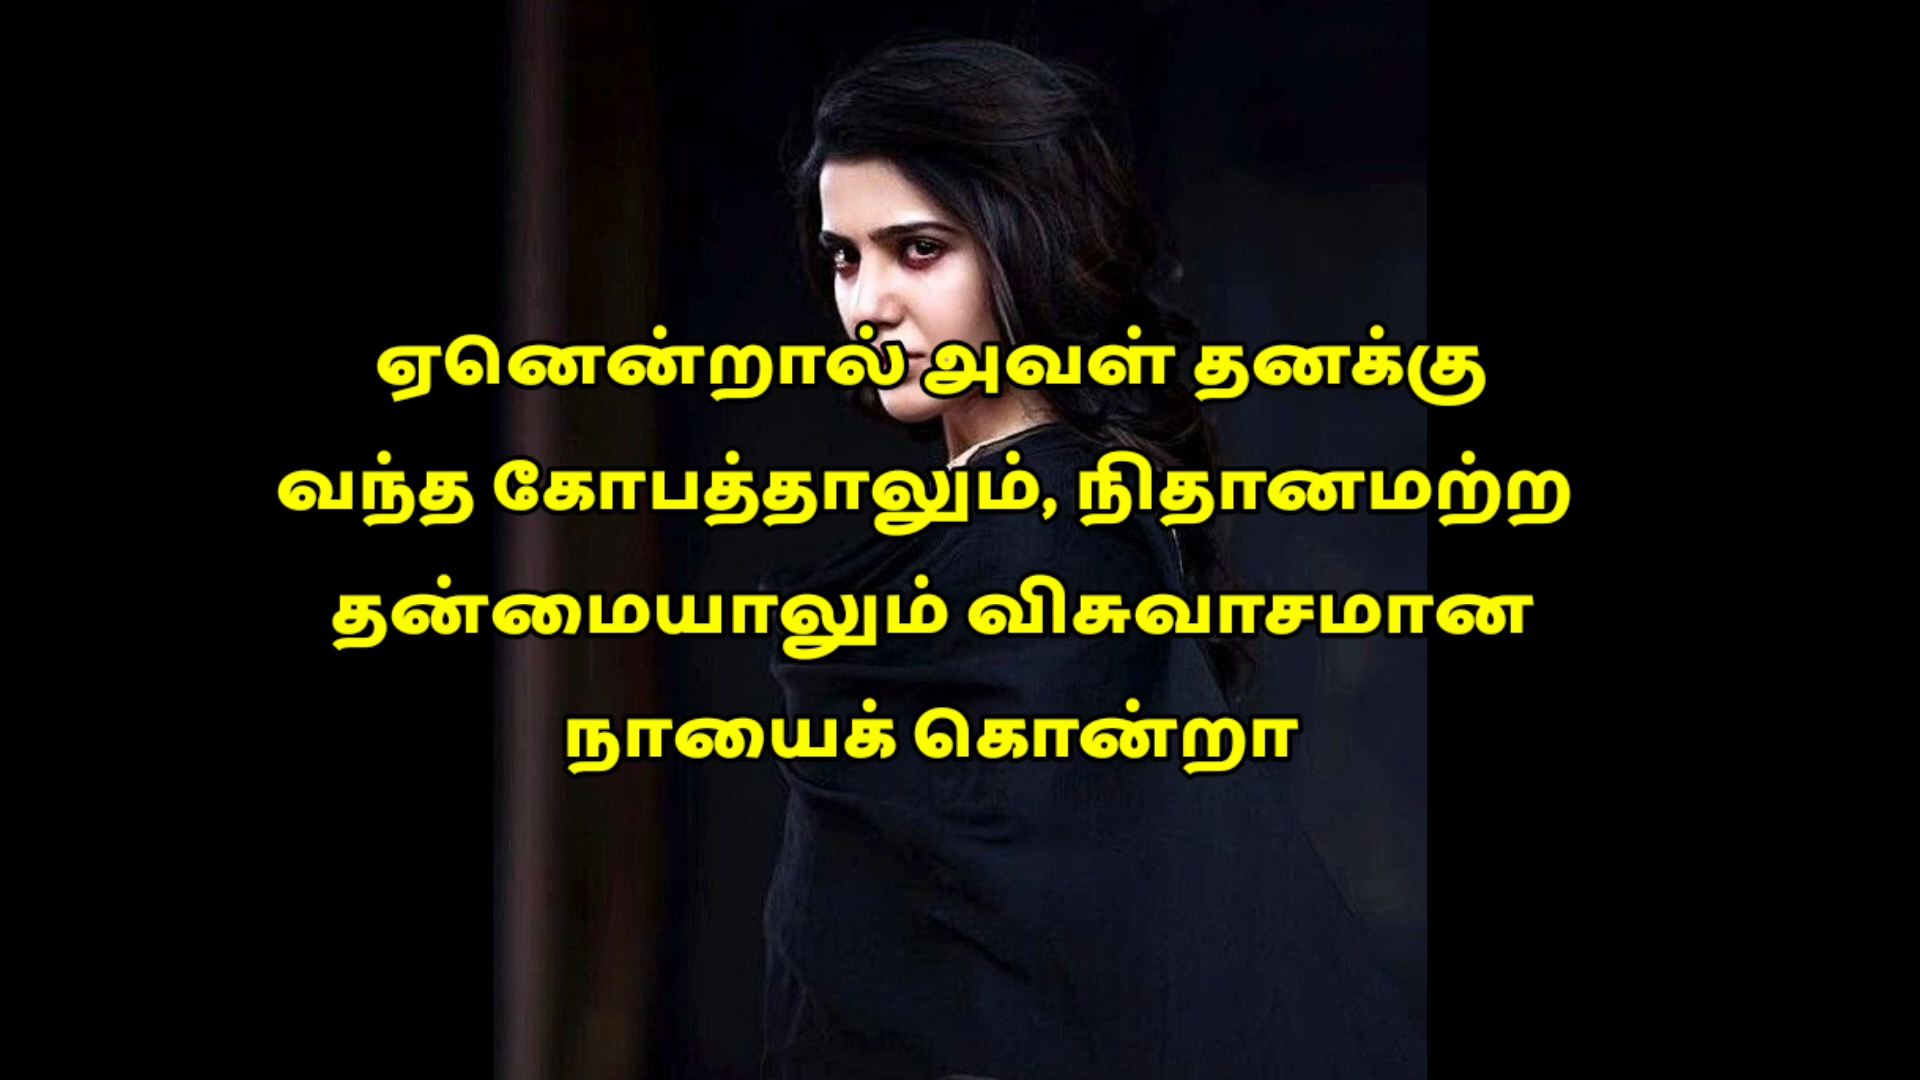 ஏனென்றால் அவள் தனக்கு
வந்த கோபத்தாலும், நிதானமற்ற
தன்மையாலும் விசுவாசமான
நாயைக் கொன்றா